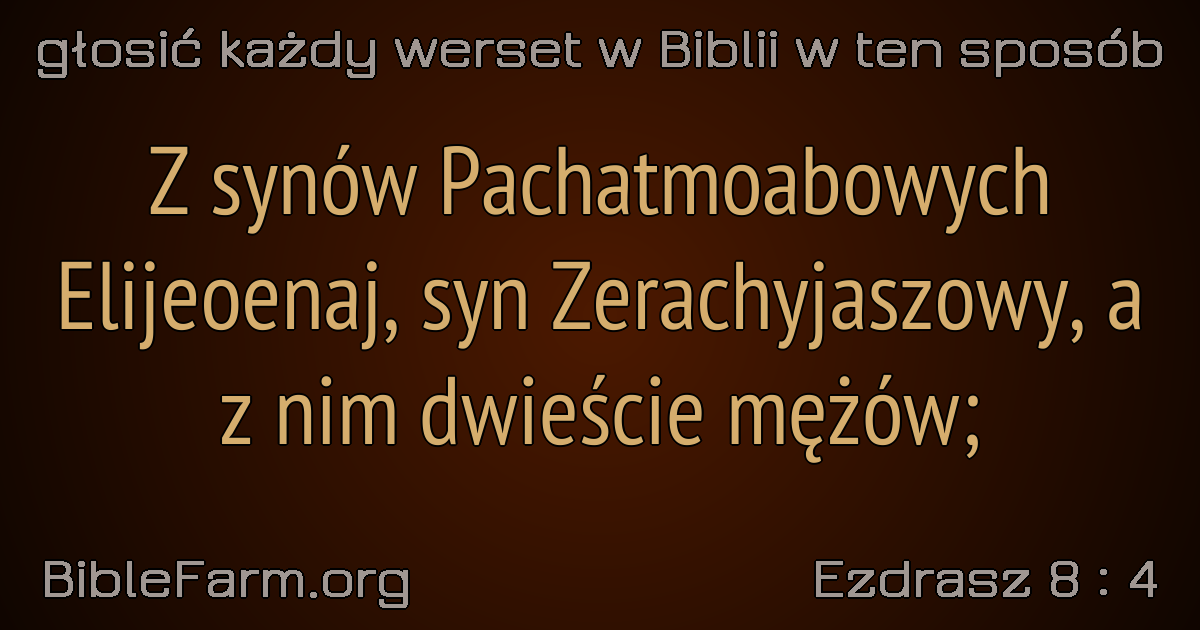 głosić każdy werset w Biblii w ten sposób
Z synów Pachatmoabowych
Elijeoenaj, syn Zerachyjaszowy, a
z nim dwieście mężów;
BibleFarm.org
Ezdrasz 8 : 4